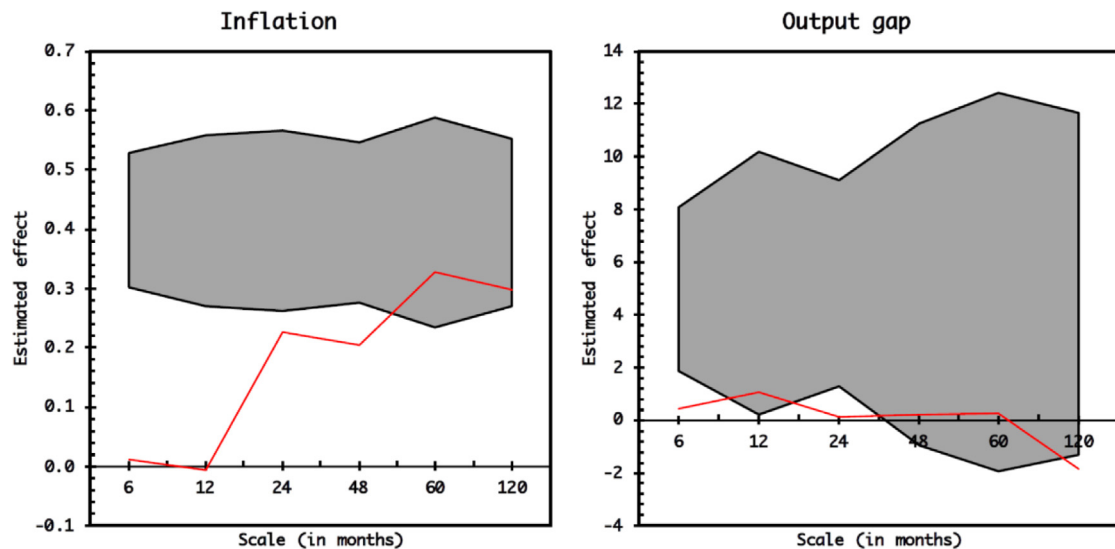 Inflation
0.7
0.6
0.5
0.4
0.3
0.2
0.1
0.0
-0.1
Estimated effect
6 12 24 48 60 120
Scale (in months)
Output gap
14
12
10
8
6
4
2
0
-2
-4
Estimated effect
6 12 24 48 60 120
Scale (in months)